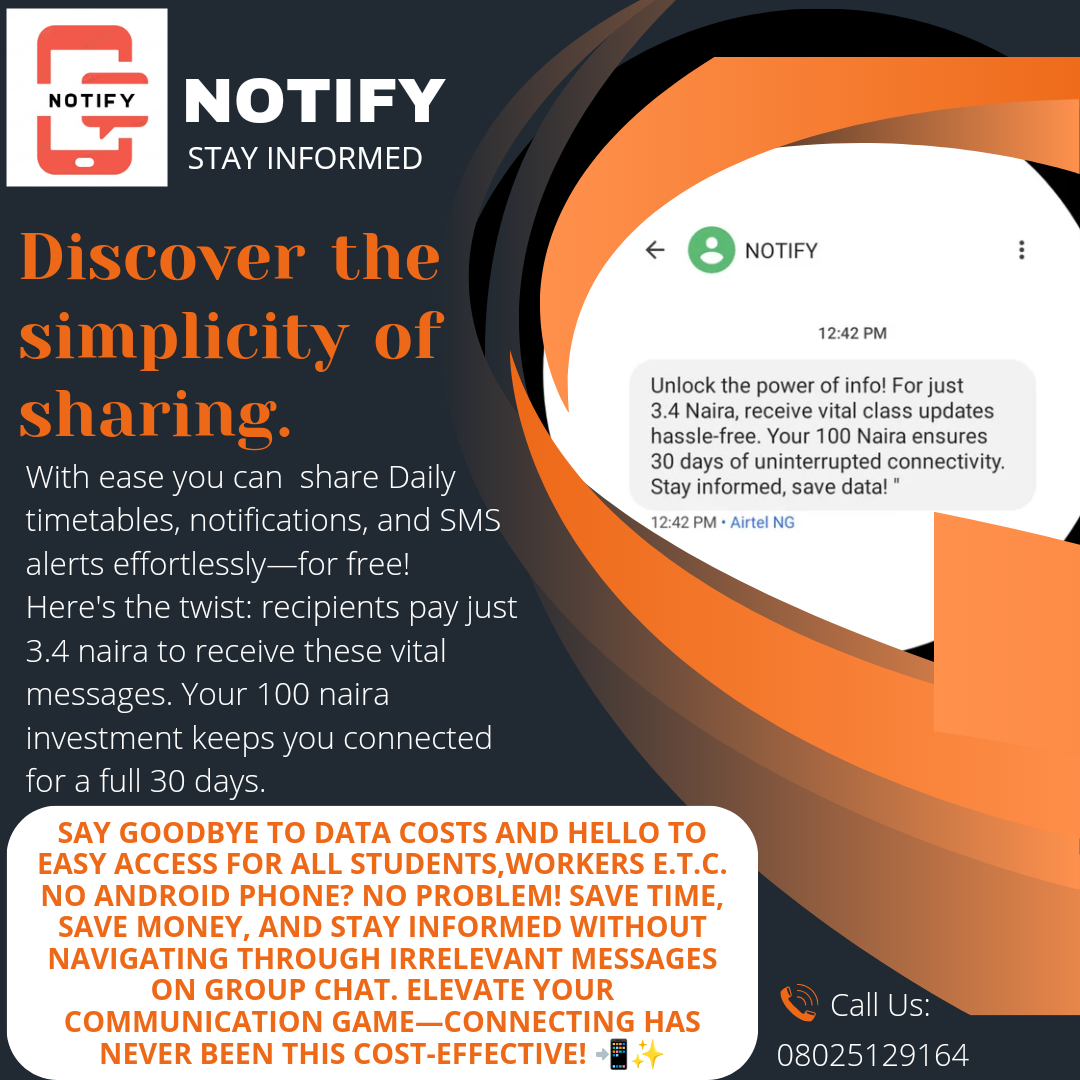 NOTIFY
NOTIFY
STAY INFORMED
Discover the
simplicity of
sharing.
With ease you can  share Daily
timetables, notifications, and SMS
alerts effortlessly—for free!
Here's the twist: recipients pay just
3.4 naira to receive these vital
messages. Your 100 naira
investment keeps you connected
for a full 30 days.
NOTIFY
12:42 PM
Unlock the power of info! For just
3.4 Naira, receive vital class updates
hassle-free. Your 100 Naira ensures
30 days of uninterrupted connectivity.
Stay informed, save data! "
12:42 PM • Airtel NG
SAY GOODBYE TO DATA COSTS AND HELLO TO
EASY ACCESS FOR ALL STUDENTS,WORKERS E.T.C.
NO ANDROID PHONE? NO PROBLEM! SAVE TIME,
SAVE MONEY, AND STAY INFORMED WITHOUT
NAVIGATING THROUGH IRRELEVANT MESSAGES
ON GROUP CHAT. ELEVATE YOUR
COMMUNICATION GAME—CONNECTING HAS
NEVER BEEN THIS COST-EFFECTIVE! 📲✨
Call Us:
08025129164